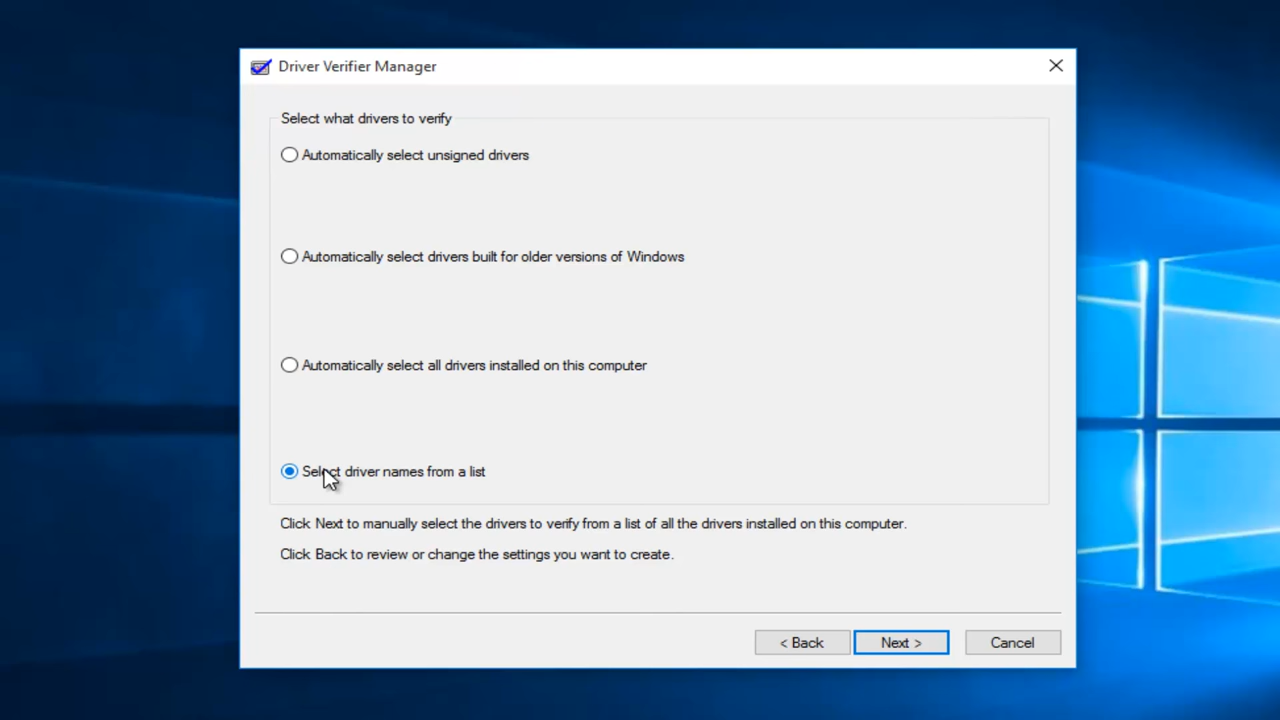 Driver Verifier Manager
Select what drivers to verify
Automatically select unsigned drivers
Automatically select drivers built for older versions of Windows
Automatically select all drivers installed on this computer
Select driver names from a list
Click Next to manually select the drivers to verify from a list of all the drivers installed on this computer.
Click Back to review or change the settings you want to create.
< Back
Next >
Cancel